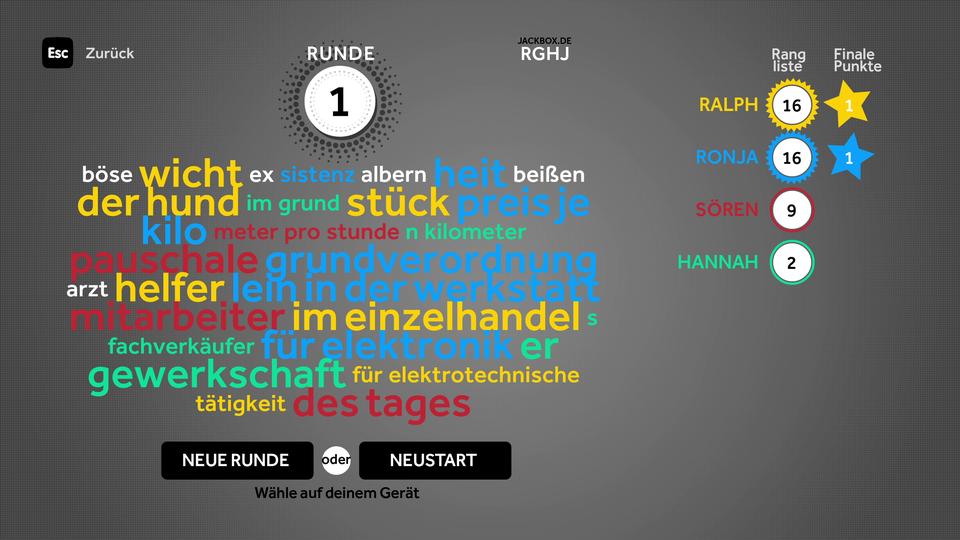 Esc Zurück
RUNDE
1
JACKBOX.DE
RGHJ
Rang
liste
Finale
Punkte
RALPH 16 1
RONJA 16 1
SÖREN 9
HANNAH 2
böse wicht ex sistenz albern heit beißen
der hund im grund stück preis je
kilo meter pro stunde n kilometer
pauschale grundverordnung
arzt helfer lein in der werkstatt
mitarbeiter im einzelhandel s
fachverkäufer für elektronik er
gewerkschaft für elektrotechnische
tätigkeit des tages
NEUE RUNDE oder NEUSTART
Wähle auf deinem Gerät